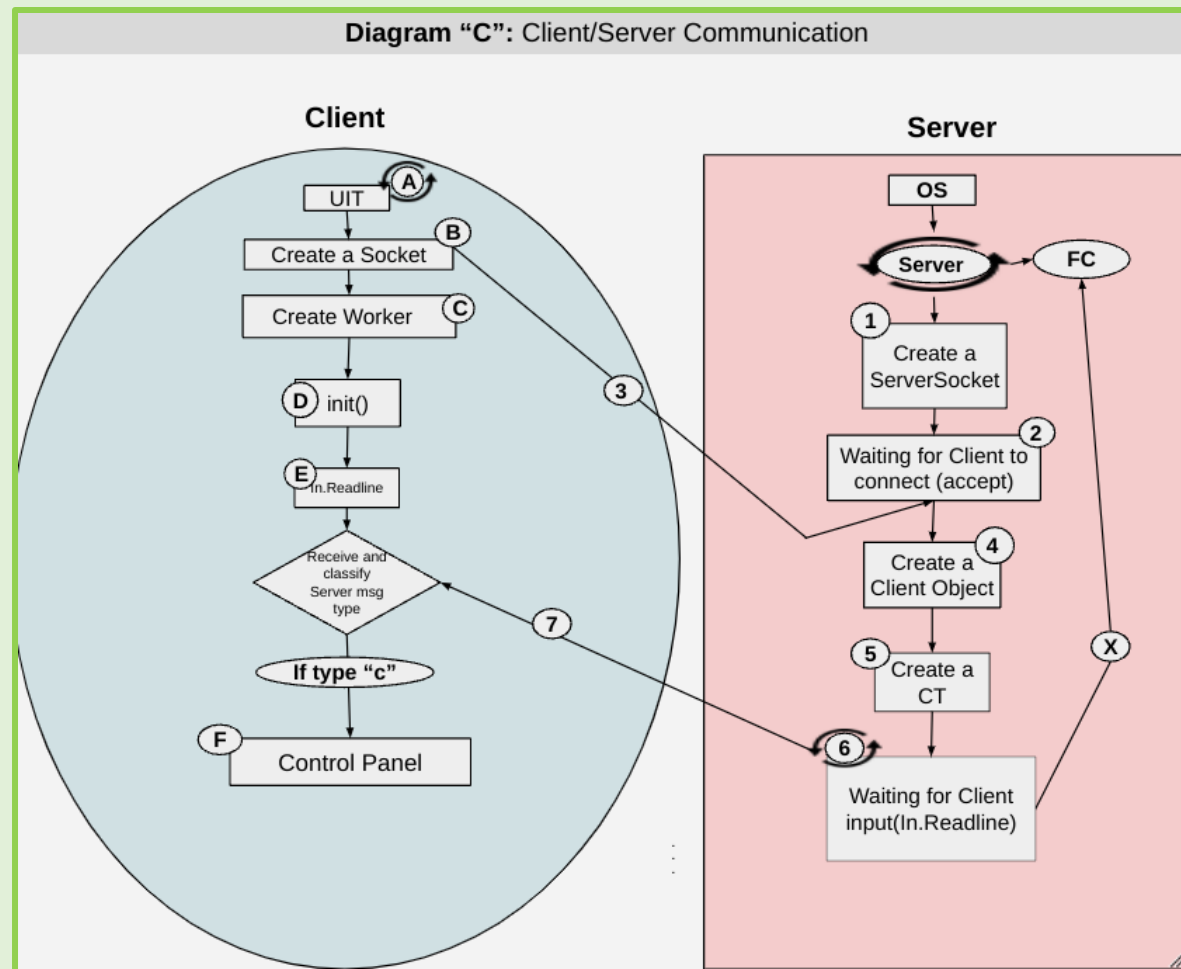 Diagram “C”: Client/Server Communication
Client
A
UIT
B
Create a Socket
C
Create Worker
D
init()
E
In.Readline
Receive and
classify
Server msg
type
If type “c”
F
Control Panel
3
7
Server
OS
Server
FC
1
Create a
ServerSocket
2
Waiting for Client to
connect (accept)
4
Create a
Client Object
5
Create a
CT
X
6
Waiting for Client
input(In.Readline)